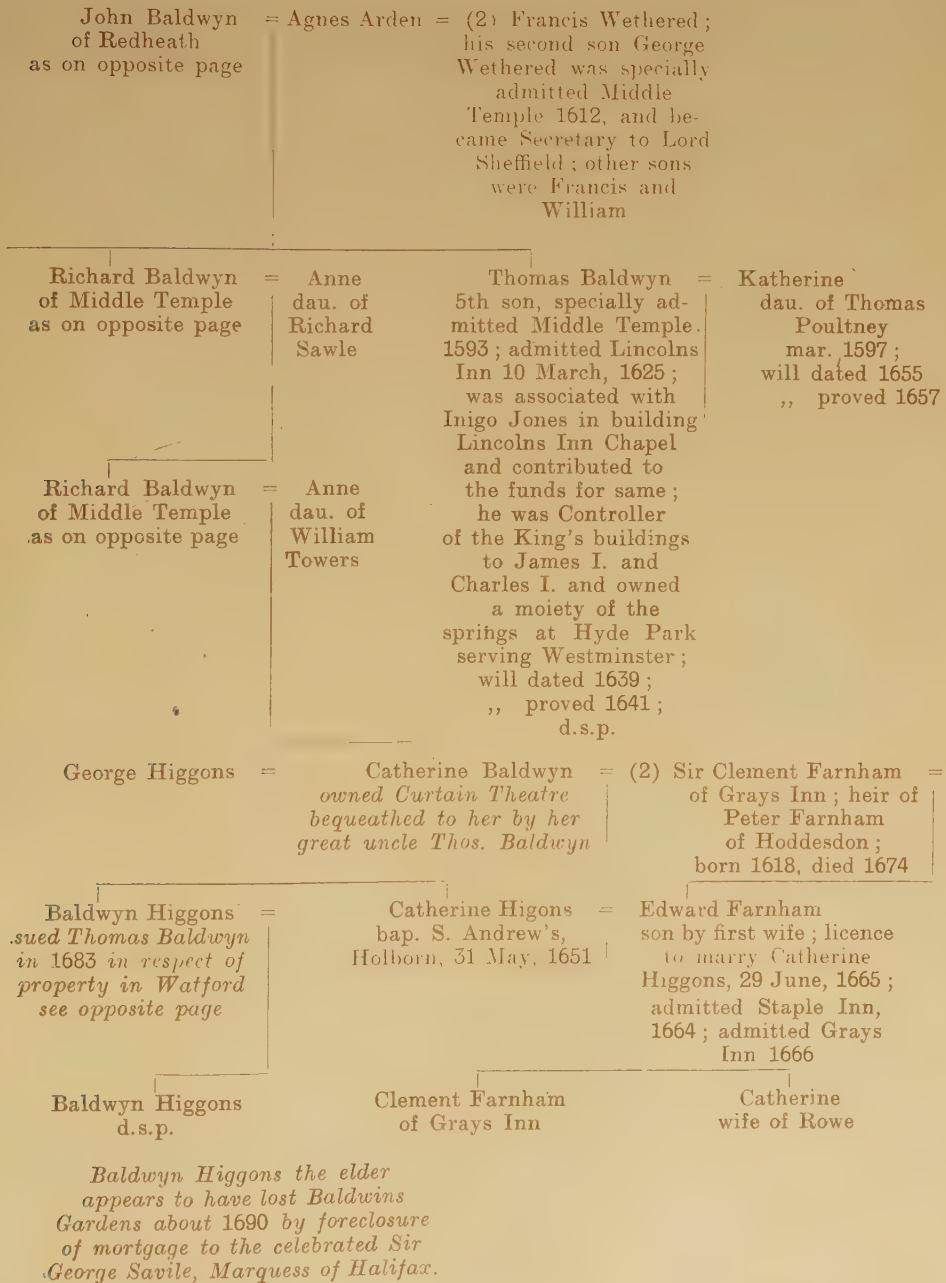 John Baldwyn
of Redheath
as on opposite page
= Agnes Arden =
(2) Francis Wethered ;
his second son George
Wethered was specially
admitted Middle
Temple 1612, and be-
came Secretary to Lord
Sheffield ; other sons
were Francis and
William
Richard Baldwyn
of Middle Temple
as on opposite page
=
Anne
dau. of
Richard
Sawle
Thomas Baldwyn
5th son, specially ad-
mitted Middle Temple.
1593 ; admitted Lincolns
Inn 10 March, 1625 ;
was associated with
Inigo Jones in building
Lincolns Inn Chapel
and contributed to
the funds for same ;
he was Controller
of the King's buildings
to James I. and
Charles I. and owned
a moiety of the
springs at Hyde Park
serving Westminster ;
will dated 1639 ;
,, proved 1641 ;
d.s.p.
=
Katherine
dau. of Thomas
Poultney
mar. 1597 ;
will dated 1655
,, proved 1657
Richard Baldwyn
of Middle Temple
as on opposite page
=
Anne
dau. of
William
Towers
George Higgons =
Catherine Baldwyn
owned Curtain Theatre
bequeathed to her by her
great uncle Thos. Baldwyn
=
(2) Sir Clement Farnham =
of Grays Inn ; heir of
Peter Farnham
of Hoddesdon ;
born 1618, died 1674
Baldwyn Higgons =
sued Thomas Baldwyn
in 1683 in respect of
property in Watford
see opposite page
Catherine Higons =
bap. S. Andrew's,
Holborn, 31 May, 1651
Edward Farnham
son by first wife ; licence
to marry Catherine
Higgons, 29 June, 1665 ;
admitted Staple Inn,
1664 ; admitted Grays
Inn 1666
Baldwyn Higgons
d.s.p.
Clement Farnham
of Grays Inn
Catherine
wife of Rowe
Baldwyn Higgons the elder
appears to have lost Baldwins
Gardens about 1690 by foreclosure
of mortgage to the celebrated Sir
George Savile, Marquess of Halifax.